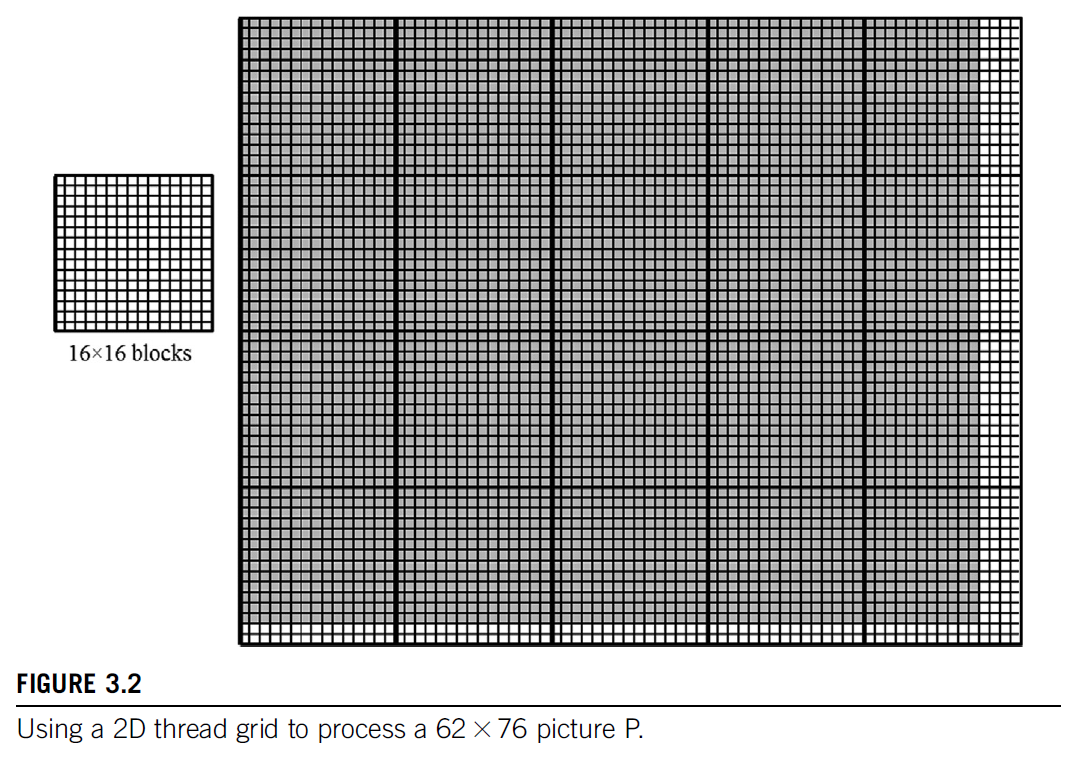 16×16 blocks
FIGURE 3.2
Using a 2D thread grid to process a 62 × 76 picture P.